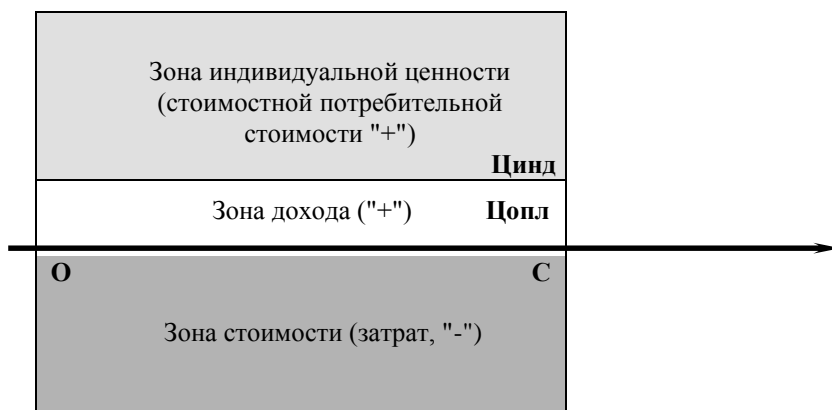 Зона индивидуальной ценности
(стоимостной потребительной
стоимости "+")
Цинд
Зона дохода ("+") Цопл
О С
Зона стоимости (затрат, "-")